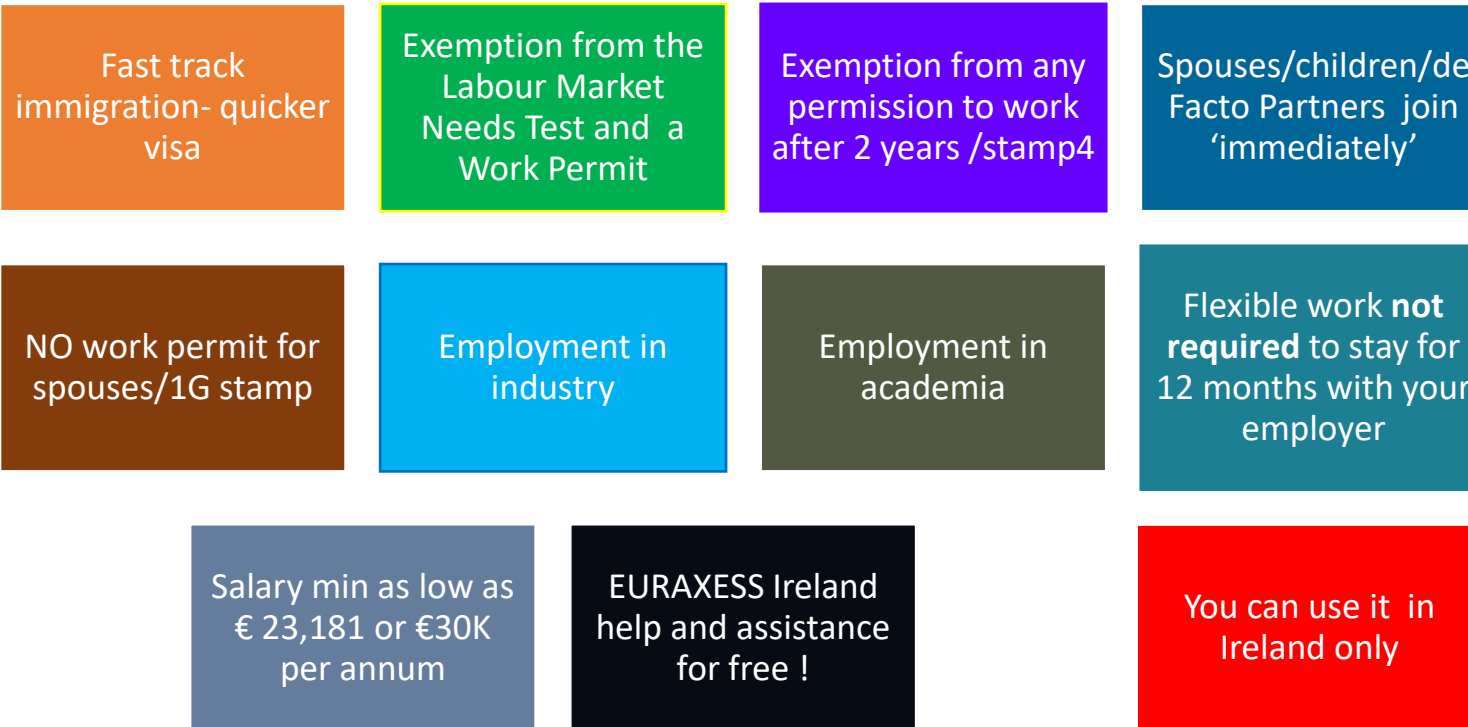 Fast track
immigration- quicker
visa
Exemption from the
Labour Market
Needs Test and  a
Work Permit
Exemption from any
permission to work
after 2 years /stamp4
Spouses/children/de
Facto Partners  join
‘immediately’
NO work permit for
spouses/1G stamp
Employment in
industry
Employment in
academia
Flexible work not
required to stay for
12 months with your
employer
Salary min as low as
€ 23,181 or €30K
per annum
EURAXESS Ireland
help and assistance
for free !
You can use it  in
Ireland only